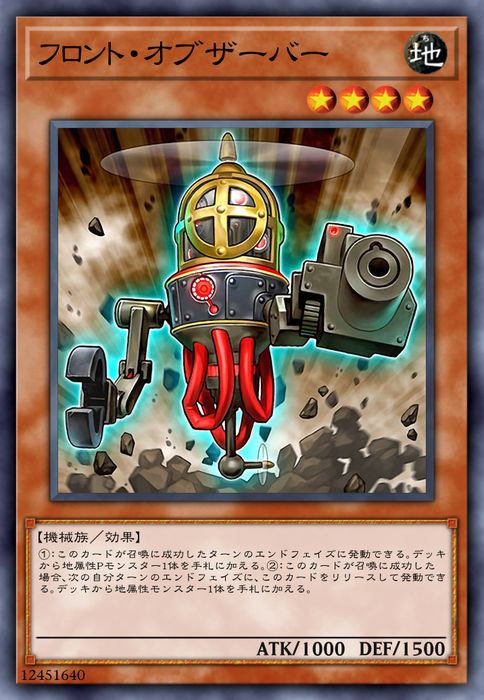 フロント・オブザーバー
ち
地
【機械族／効果】
①：このカードが召喚に成功したターンのエンドフェイズに発動できる。デッキ
から地属性Pモンスター1体を手札に加える。②：このカードが召喚に成功した
場合、次の自分ターンのエンドフェイズに、このカードをリリースして発動でき
る。デッキから地属性モンスター1体を手札に加える。
ATK/1000 DEF/1500
12451640